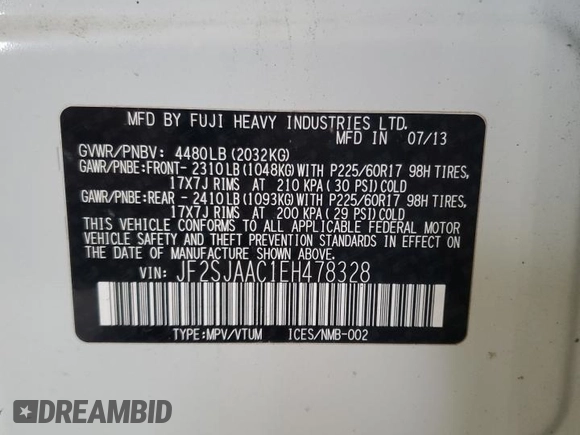 MFD BY FUJI HEAVY INDUSTRIES LTD.
MFD IN 07/13
GVWR/PNBV: 4480LB(2032KG)
GAWR/PNBE:FRONT-2310LB(1048KG)WITH P225/60R17 98H TIRES,
17X7J RIMS AT 210 KPA(30 PSI)COLD
GAWR/PNBE:REAR -2410LB(1093KG)WITH P225/60R17 98H TIRES,
17X7J RIMS AT 200 KPA(29 PSI)COLD
THIS VEHICLE CONFORMS TO ALL APPLICABLE FEDERAL MOTOR
VEHICLE SAFETY AND THEFT PREVENTION STANDARDS IN EFFECT ON
THE DATE OF MANUFACTURE SHOWN ABOVE.
VIN: JF2SJAAC1EH478328
TYPE:MPV/VTUM ICES/NMB-002
DREAMBID